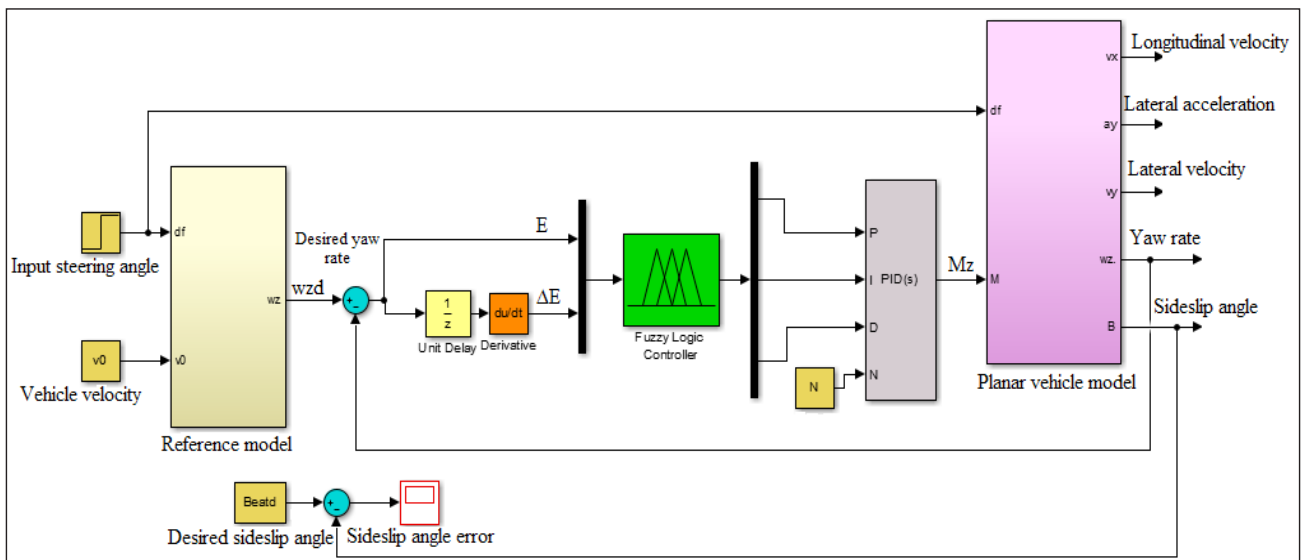 Longitudinal velocity
vx
df
Lateral acceleration
ay
Lateral velocity
vy
Yaw rate
wz.
M
Sideslip angle
B
Planar vehicle model
Input steering angle
df
wz
v0
Reference model
v0
Vehicle velocity
Desired yaw
rate
wzd
+
-
E
1
z
Unit Delay
du/dt
Derivative
ΔE
Fuzzy Logic
Controller
P
I
PID(s)
D
N
N
Mz
Beatd
Desired sideslip angle
+
-
Sideslip angle error